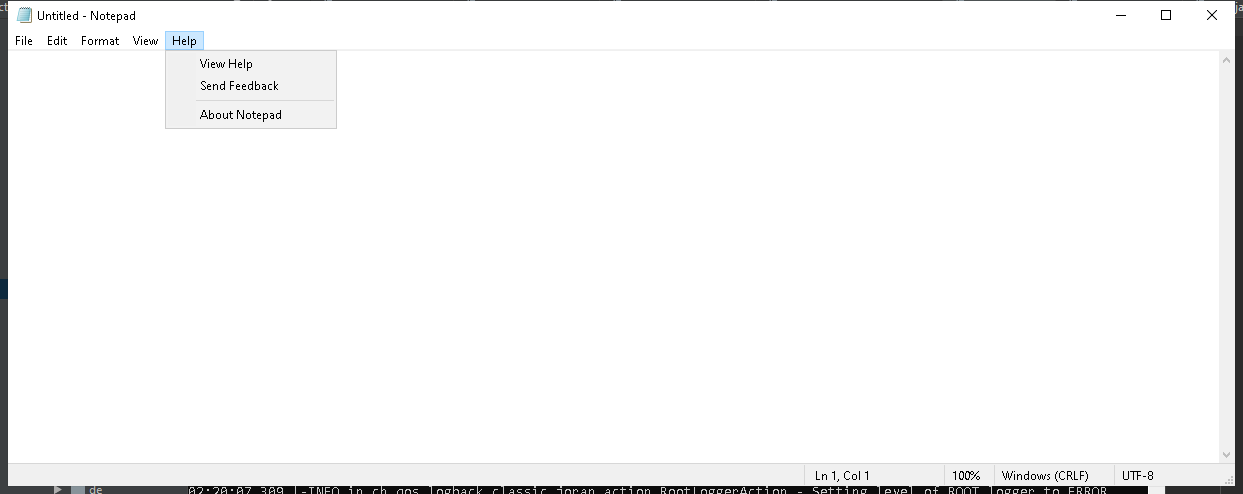 Untitled - Notepad
File Edit Format View Help
View Help
Send Feedback
About Notepad
Ln 1, Col 1 100% Windows (CRLF) UTF-8
de 02:20:07,309 |-INFO in ch.qos.logback.classic.joran.action.RootLoggerAction - Setting level of ROOT logger to ERROR